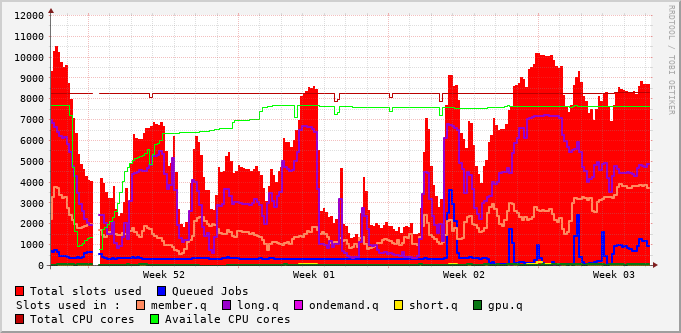 12000
11000
10000
9000
8000
7000
6000
5000
4000
3000
2000
1000
0
Week 52 Week 01 Week 02 Week 03
RRDTOOL / TOBI OETIKER
Total slots used Queued Jobs
Slots used in : member.q long.q ondemand.q short.q gpu.q
Total CPU cores Availale CPU cores